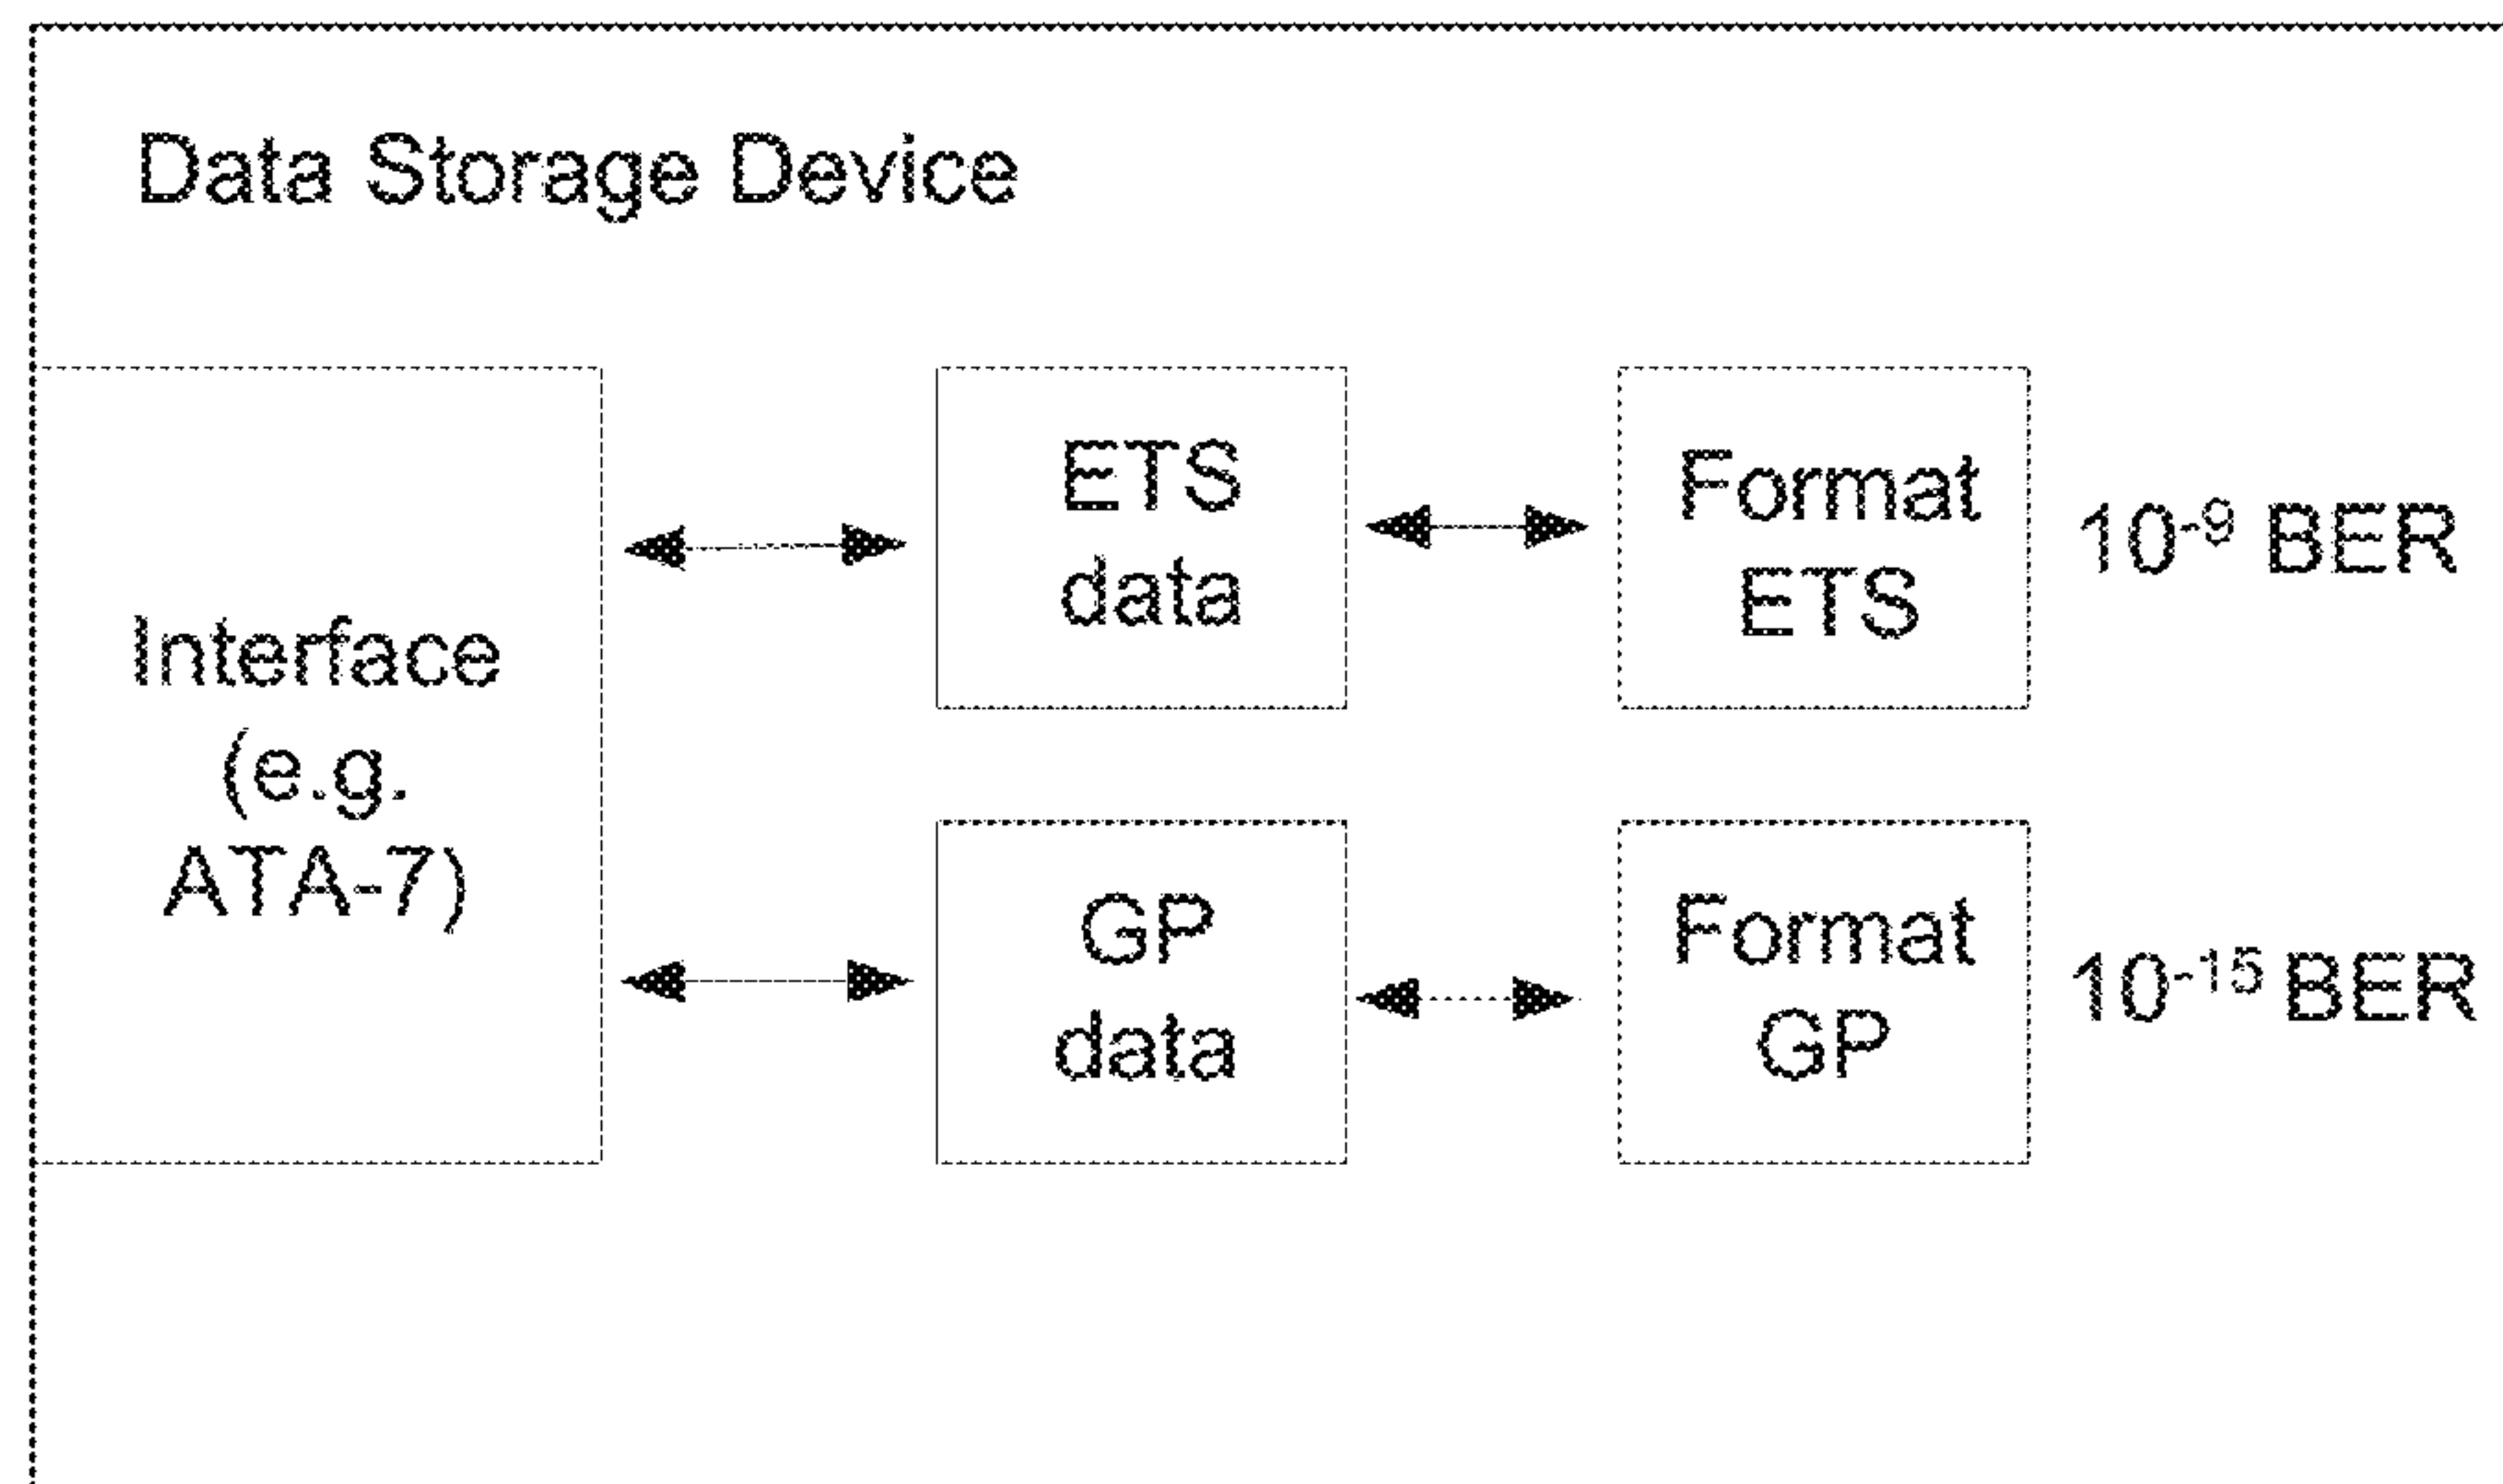 Data Storage Device
Interface
(e.g.
ATA-7)
ETS
data
Format
ETS
10⁻⁹ BER
GP
data
Format
GP
10⁻¹⁵ BER